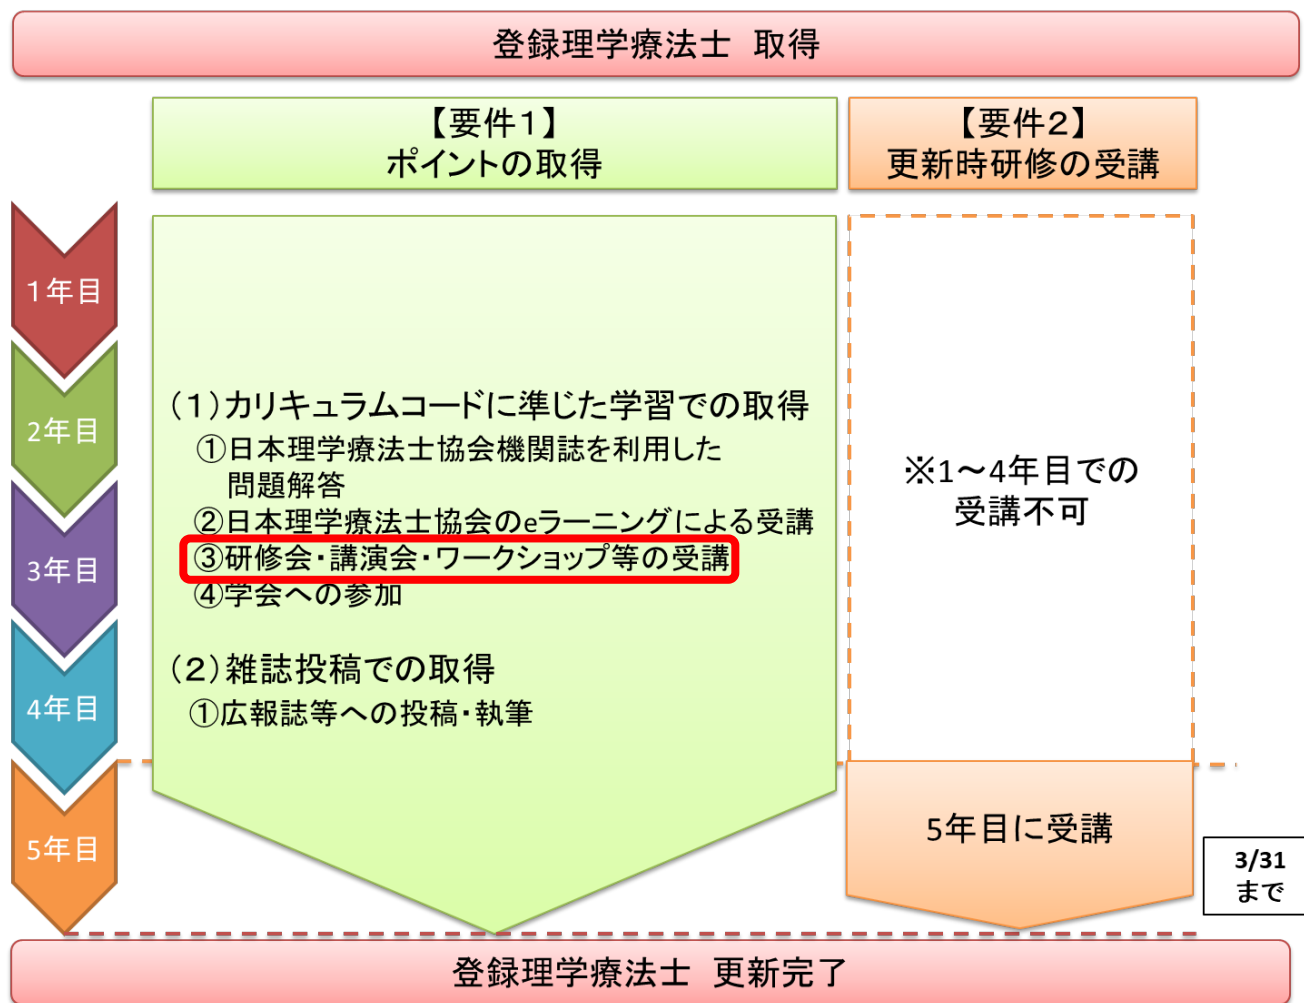 登録理学療法士 取得
【要件１】
ポイントの取得
【要件２】
更新時研修の受講
１年目
2年目
3年目
4年目
5年目
（１）カリキュラムコードに準じた学習での取得
①日本理学療法士協会機関誌を利用した
問題解答
②日本理学療法士協会のeラーニングによる受講
③研修会・講演会・ワークショップ等の受講
④学会への参加
（２）雑誌投稿での取得
①広報誌等への投稿・執筆
※1～4年目での
受講不可
5年目に受講
3/31
まで
登録理学療法士 更新完了